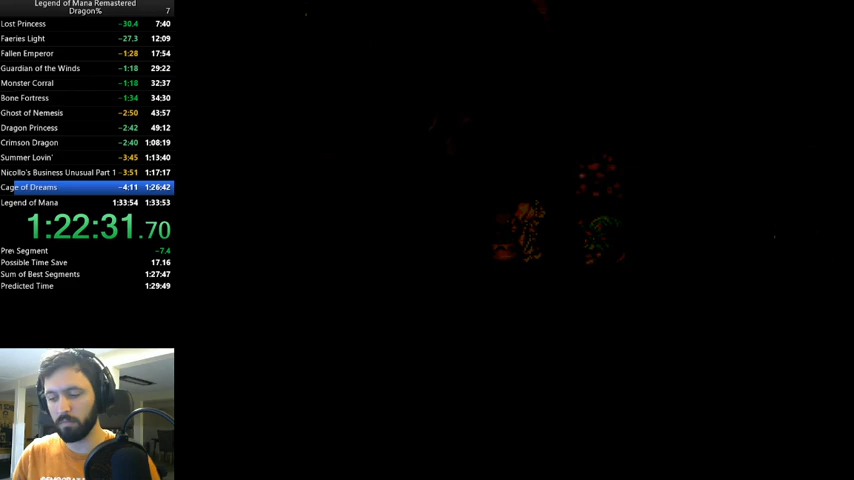 Legend of Mana Remastered
Dragon% 7
Lost Princess -30.4 7:40
Faeries Light -27.3 12:09
Fallen Emperor -1:28 17:54
Guardian of the Winds -1:18 29:22
Monster Corral -1:18 32:37
Bone Fortress -1:34 34:30
Ghost of Nemesis -2:50 43:57
Dragon Princess -2:42 49:12
Crimson Dragon -2:40 1:08:19
Summer Lovin' -3:45 1:13:40
Nicollo's Business Unusual Part 1 -3:51 1:17:17
Cage of Dreams -4:11 1:26:42
Legend of Mana 1:33:54 1:33:53
1:22:31.70
Prev Segment -7.4
Possible Time Save 17.16
Sum of Best Segments 1:27:47
Predicted Time 1:29:49